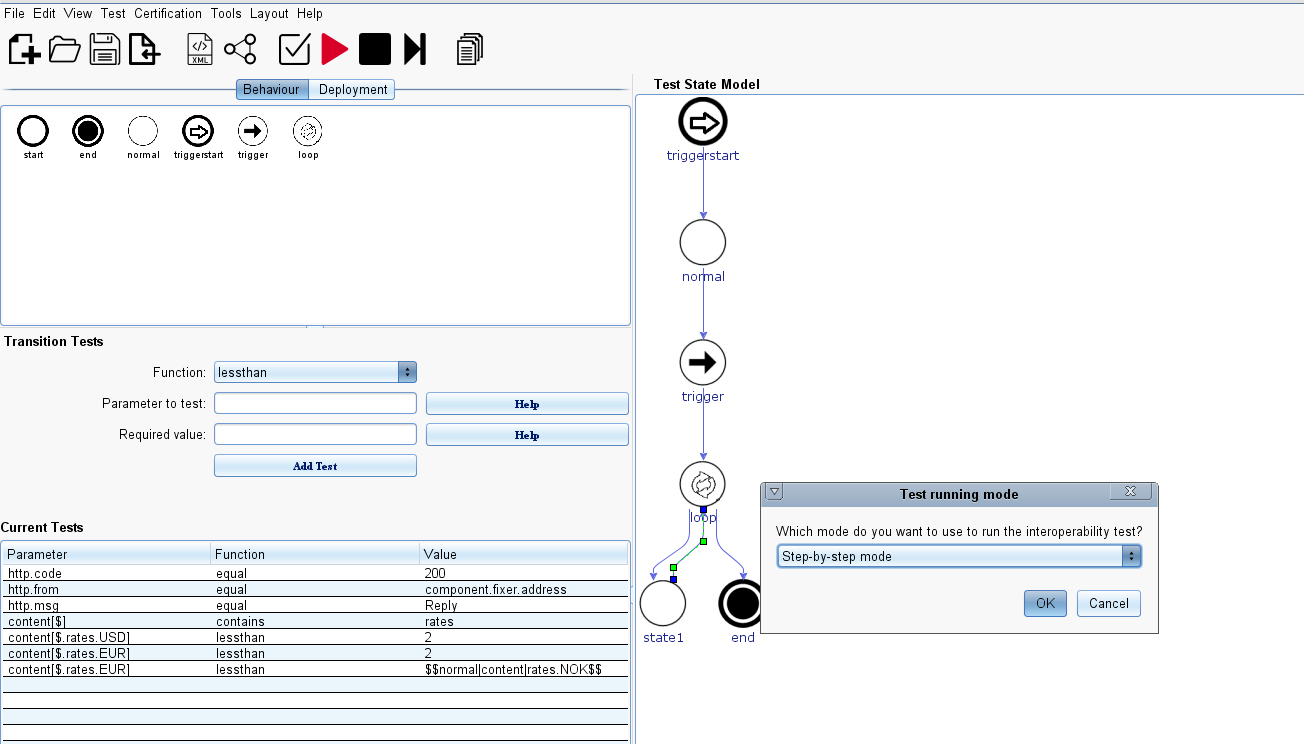 File Edit View Test Certification Tools Layout Help
</>
XML
Behaviour Deployment
start end normal triggerstart trigger loop
Transition Tests
Function: lessthan
Parameter to test: Help
Required value: Help
Add Test
Current Tests
Parameter Function Value
http.code equal 200
http.from equal component.fixer.address
http.msg equal Reply
content[$] contains rates
content[$.rates.USD] lessthan 2
content[$.rates.EUR] lessthan 2
content[$.rates.EUR] lessthan $$normal|content|rates.NOK$$
Test State Model
triggerstart
normal
trigger
loop
state1 end
Test running mode
Which mode do you want to use to run the interoperability test?
Step-by-step mode
OK Cancel